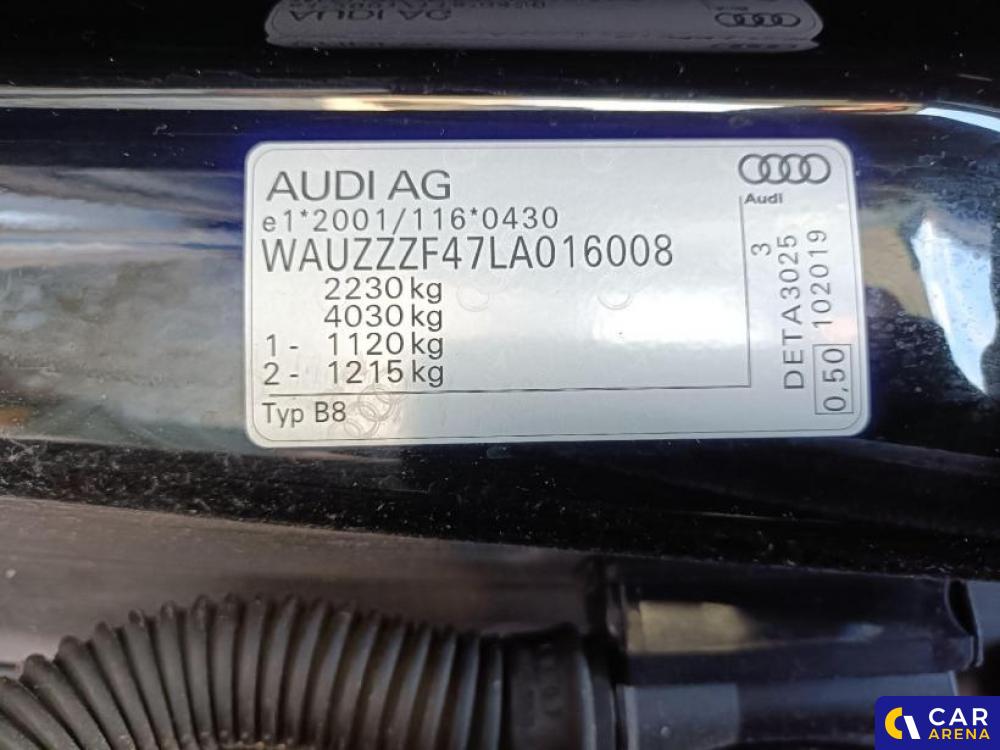 AUDI AG
Audi
e1*2001/116*0430
WAUZZZF47LA016008
2230 kg
4030 kg
1 - 1120 kg
2 - 1215 kg
Typ B8
3
DETA3025
0,50 102019
CAR
ARENA